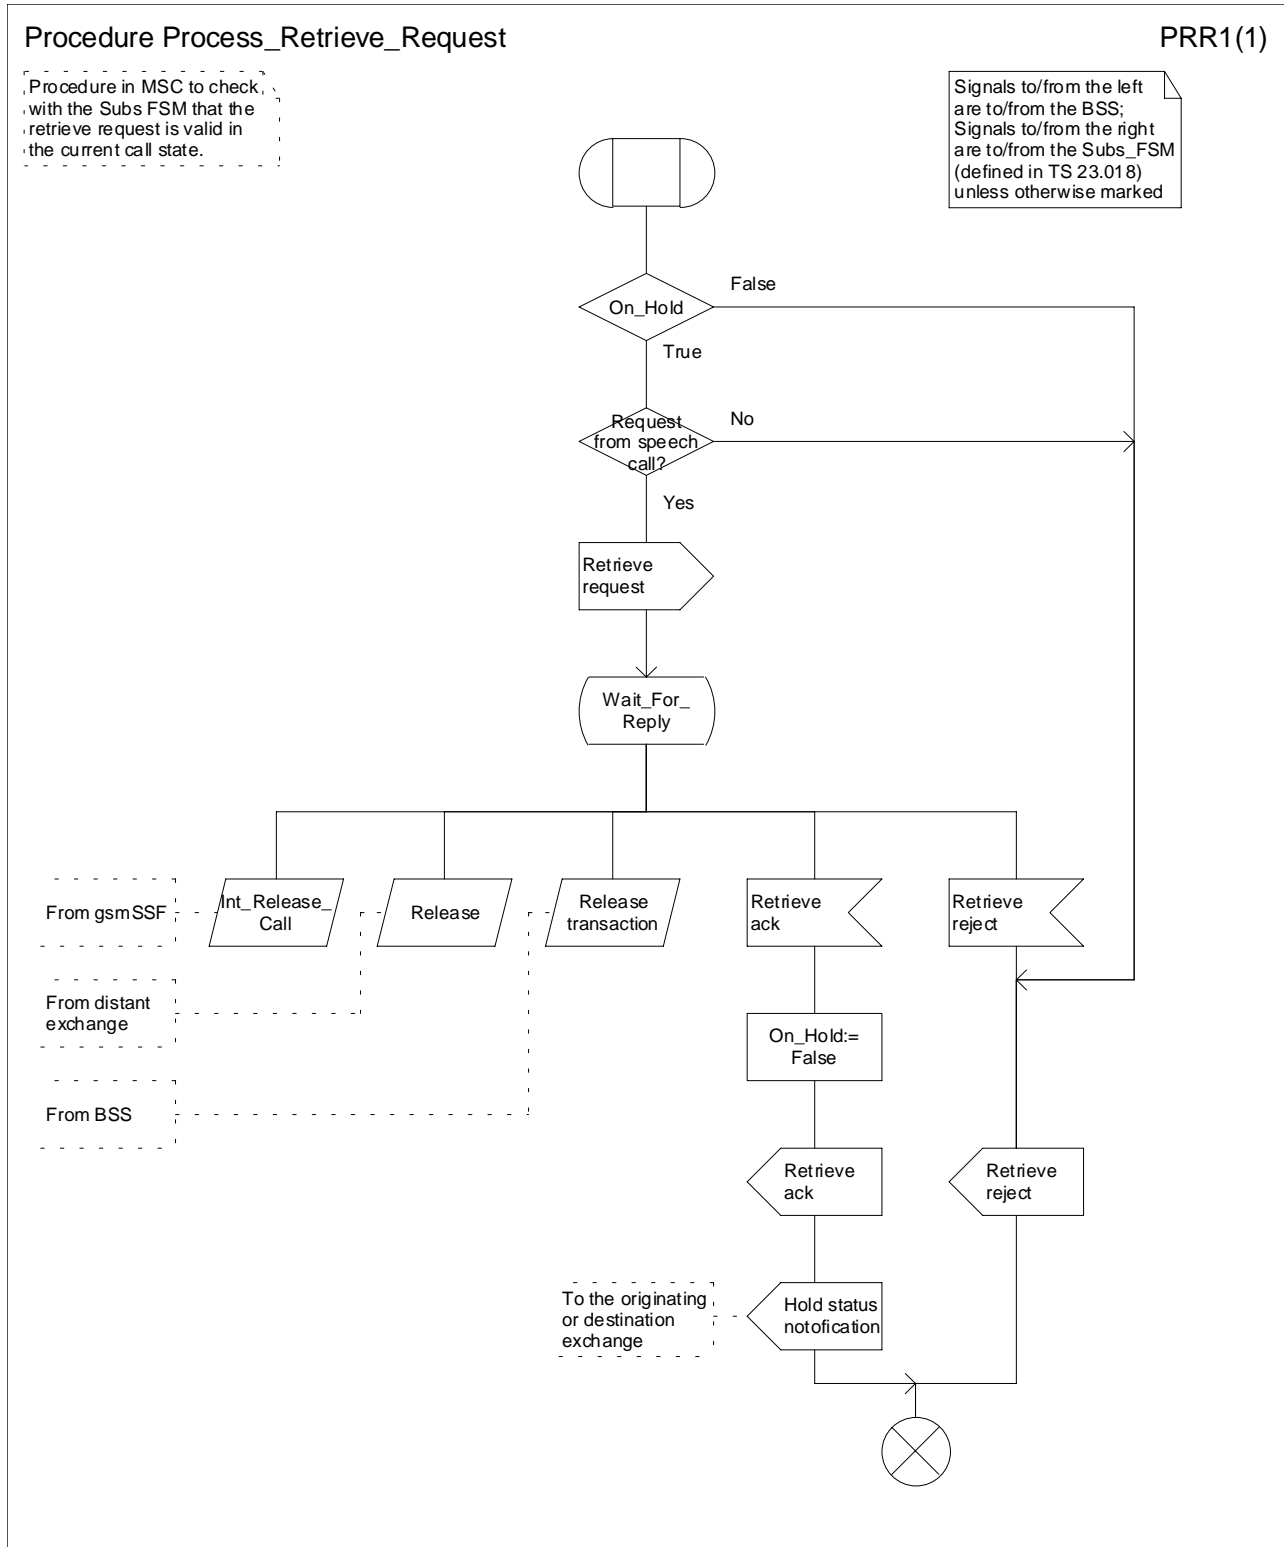 Procedure Process_Retrieve_Request
PRR1(1)
Procedure in MSC to check
with the Subs FSM that the
retrieve request is valid in
the current call state.
Signals to/from the left
are to/from the BSS;
Signals to/from the right
are to/from the Subs_FSM
(defined in TS 23.018)
unless otherwise marked
On_Hold
False
True
Request
from speech
call?
No
Yes
Retrieve
request
Wait_For_
Reply
From gsmSSF
Int_Release_
Call
Release
Release
transaction
Retrieve
ack
Retrieve
reject
From distant
exchange
On_Hold:=
False
From BSS
Retrieve
ack
Retrieve
reject
To the originating
or destination
exchange
Hold status
notofication